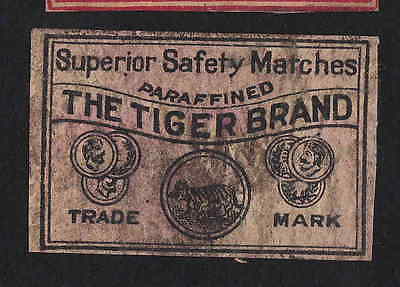 Superior Safety Matches
PARAFFINED
THE TIGER BRAND
TRADE MARK